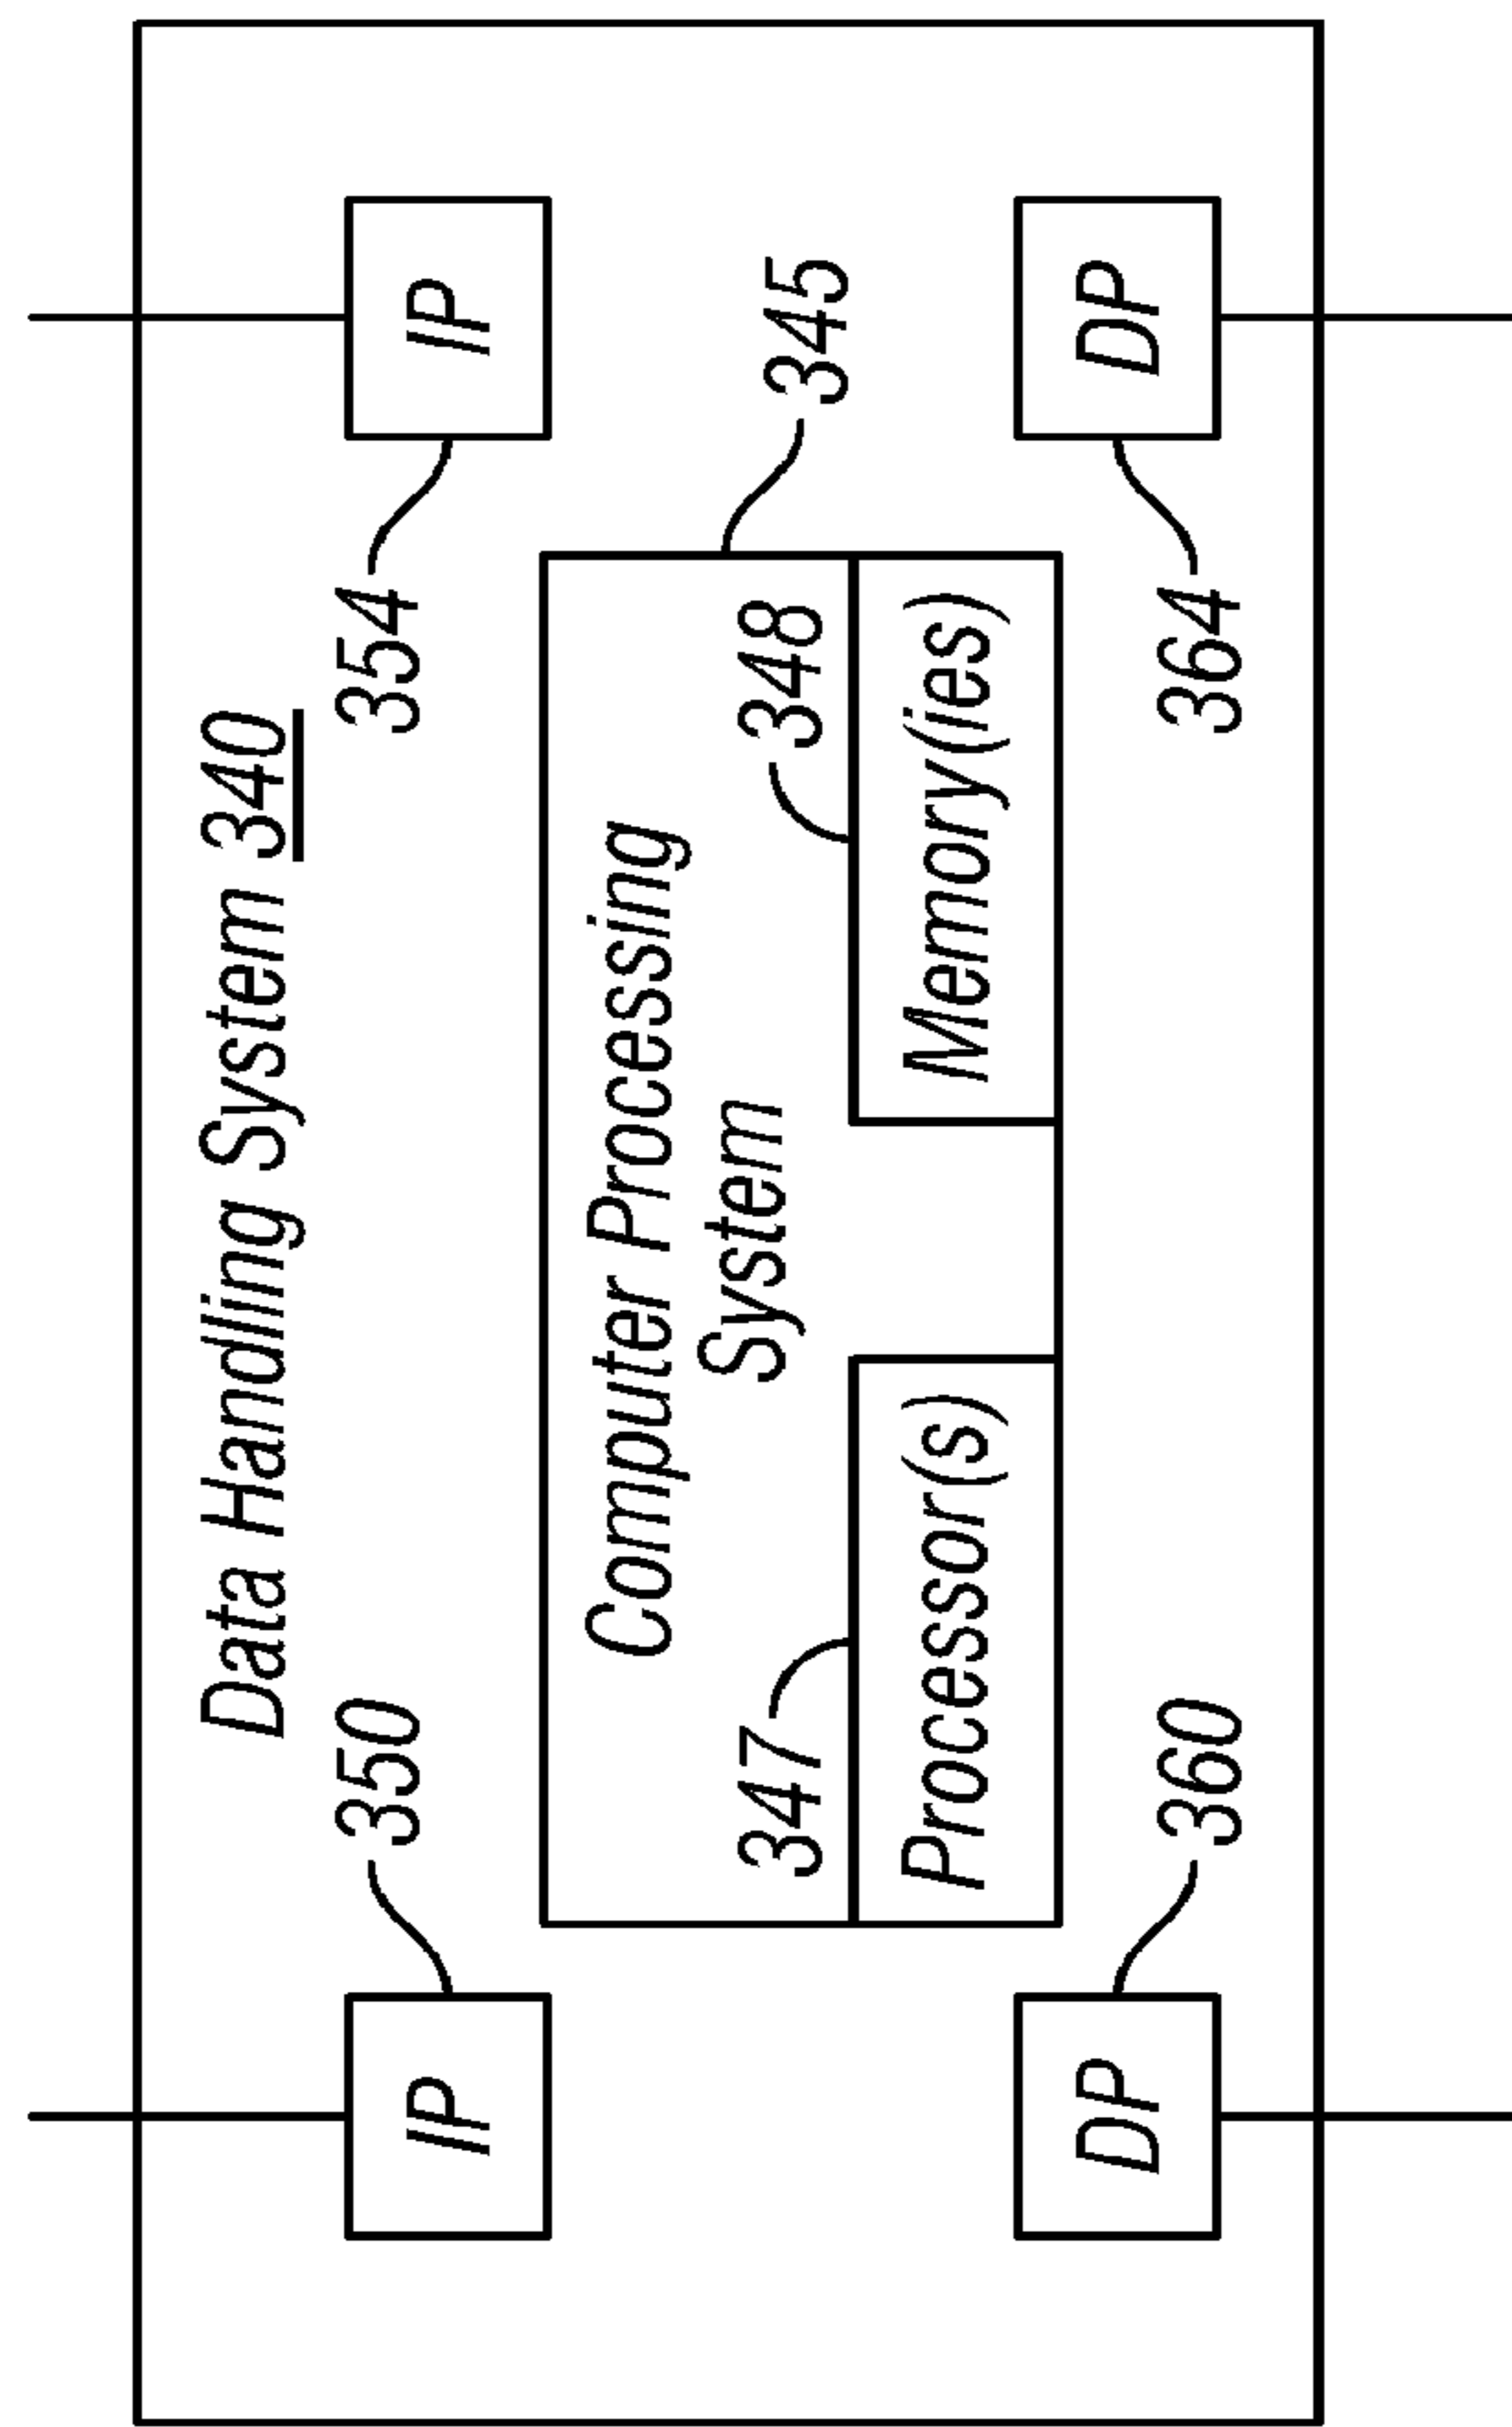 Data Handling System 340
350
354
IP
IP
Computer Processing
System
345
347
348
Processor(s)
Memory(ies)
DP
DP
360
364